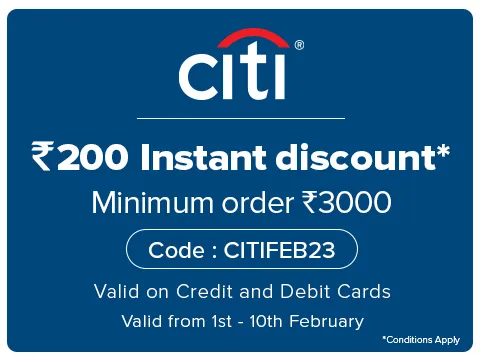 citi®
₹200 Instant discount*
Minimum order ₹3000
Code : CITIFEB23
Valid on Credit and Debit Cards
Valid from 1st - 10th February
*Conditions Apply